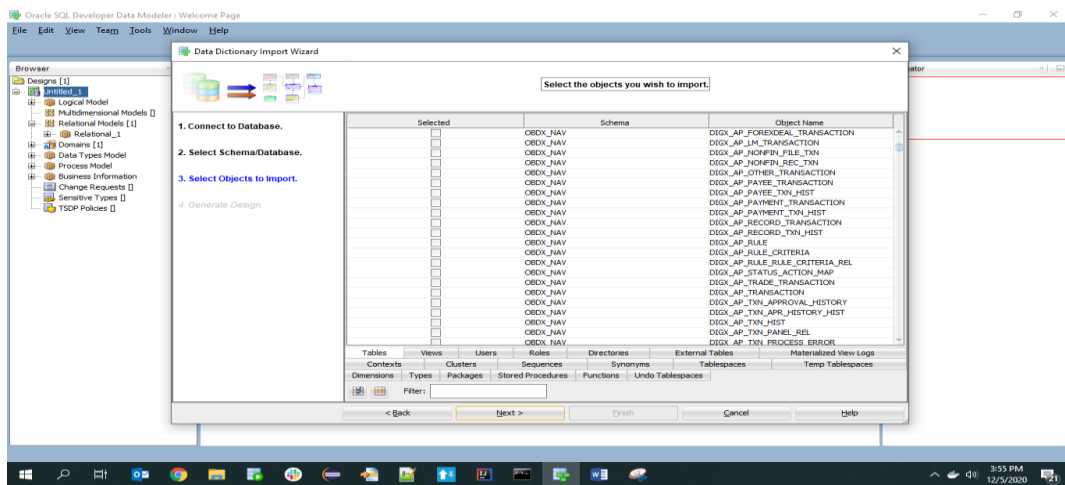 Oracle SQL Developer Data Modeler : Welcome Page
File Edit View Team Tools Window Help
Data Dictionary Import Wizard
Browser
Designs [1]
Untitled_1
Logical Model
Multidimensional Models []
Relational Models [1]
Relational_1
Domains [1]
Data Types Model
Process Model
Business Information
Change Requests []
Sensitive Types []
TSDP Policies []
ator
Select the objects you wish to import.
1. Connect to Database.
2. Select Schema/Database.
3. Select Objects to Import.
4. Generate Design.
Selected Schema Object Name
OBDX_NAV DIGX_AP_FOREXDEAL_TRANSACTION
OBDX_NAV DIGX_AP_LM_TRANSACTION
OBDX_NAV DIGX_AP_NONFIN_FILE_TXN
OBDX_NAV DIGX_AP_NONFIN_REC_TXN
OBDX_NAV DIGX_AP_OTHER_TRANSACTION
OBDX_NAV DIGX_AP_PAYEE_TRANSACTION
OBDX_NAV DIGX_AP_PAYEE_TXN_HIST
OBDX_NAV DIGX_AP_PAYMENT_TRANSACTION
OBDX_NAV DIGX_AP_PAYMENT_TXN_HIST
OBDX_NAV DIGX_AP_RECORD_TRANSACTION
OBDX_NAV DIGX_AP_RECORD_TXN_HIST
OBDX_NAV DIGX_AP_RULE
OBDX_NAV DIGX_AP_RULE_CRITERIA
OBDX_NAV DIGX_AP_RULE_RULE_CRITERIA_REL
OBDX_NAV DIGX_AP_STATUS_ACTION_MAP
OBDX_NAV DIGX_AP_TRADE_TRANSACTION
OBDX_NAV DIGX_AP_TRANSACTION
OBDX_NAV DIGX_AP_TXN_APPROVAL_HISTORY
OBDX_NAV DIGX_AP_TXN_APR_HISTORY_HIST
OBDX_NAV DIGX_AP_TXN_HIST
OBDX_NAV DIGX_AP_TXN_PANEL_REL
OBDX_NAV DIGX_AP_TXN_PROCESS_ERROR
Tables Views Users Roles Directories External Tables Materialized View Logs
Contexts Clusters Sequences Synonyms Tablespaces Temp Tablespaces
Dimensions Types Packages Stored Procedures Functions Undo Tablespaces
Filter:
< Back Next > Finish Cancel Help
3:55 PM
12/5/2020
21